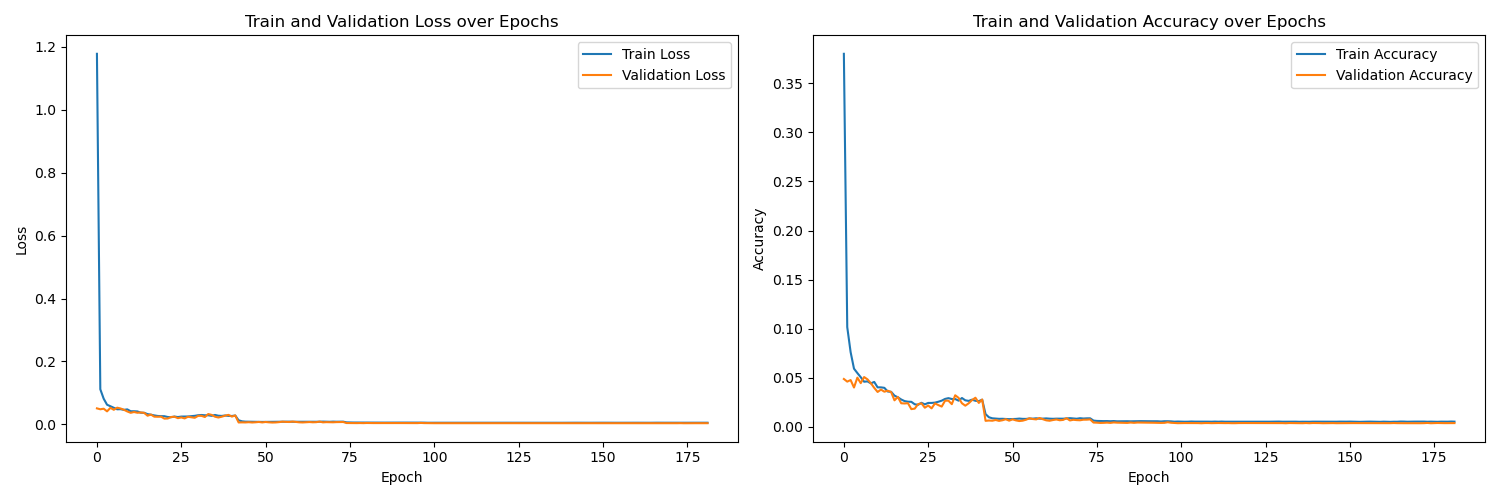 Train and Validation Loss over Epochs
Train Loss
Validation Loss
Loss
1.2
1.0
0.8
0.6
0.4
0.2
0.0
0 25 50 75 100 125 150 175
Epoch
Train and Validation Accuracy over Epochs
Train Accuracy
Validation Accuracy
Accuracy
0.35
0.30
0.25
0.20
0.15
0.10
0.05
0.00
0 25 50 75 100 125 150 175
Epoch